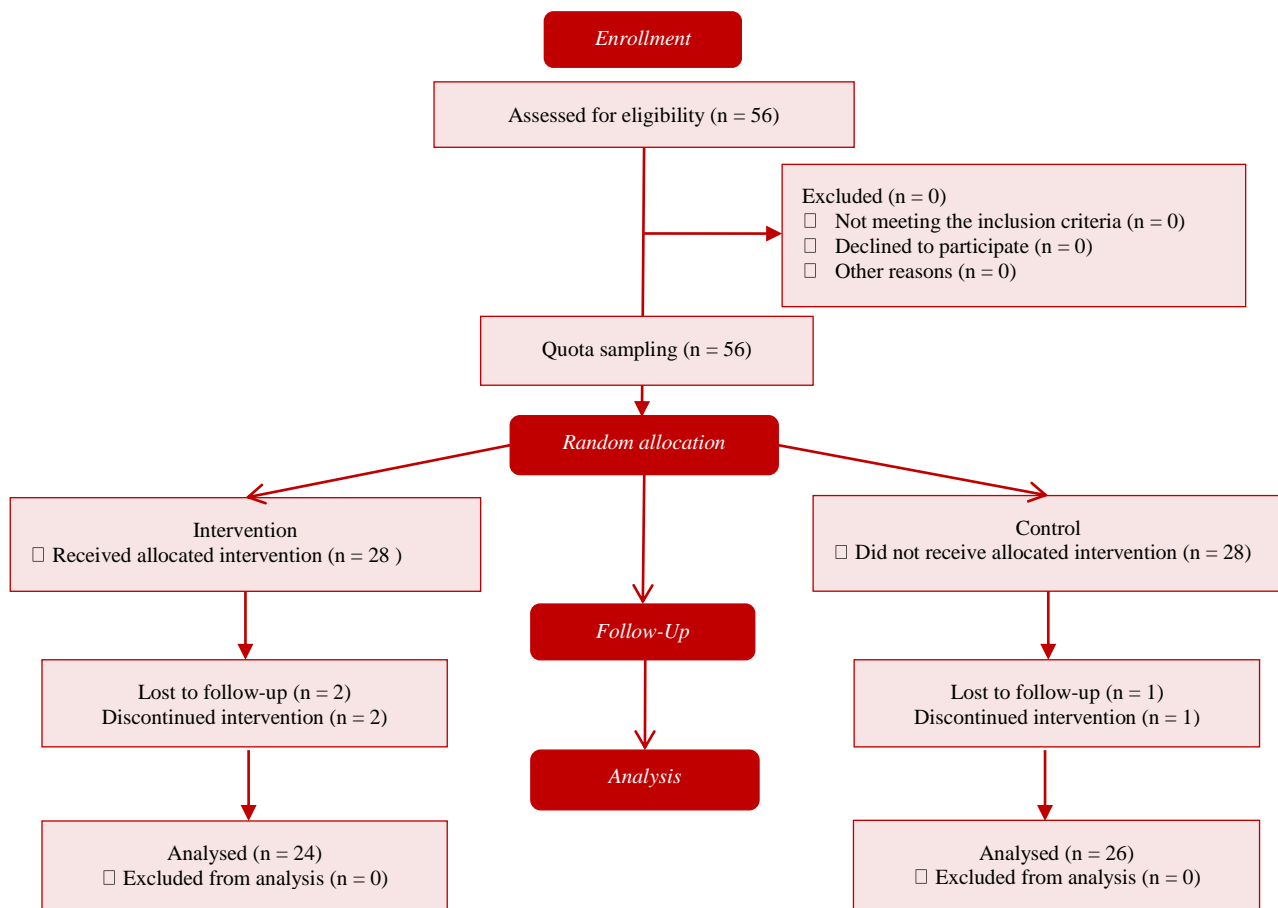 Enrollment
Assessed for eligibility (n = 56)
Excluded (n = 0)
□ Not meeting the inclusion criteria (n = 0)
□ Declined to participate (n = 0)
□ Other reasons (n = 0)
Quota sampling (n = 56)
Random allocation
Intervention
□ Received allocated intervention (n = 28 )
Control
□ Did not receive allocated intervention (n = 28)
Follow-Up
Lost to follow-up (n = 2)
Discontinued intervention (n = 2)
Lost to follow-up (n = 1)
Discontinued intervention (n = 1)
Analysis
Analysed (n = 24)
□ Excluded from analysis (n = 0)
Analysed (n = 26)
□ Excluded from analysis (n = 0)